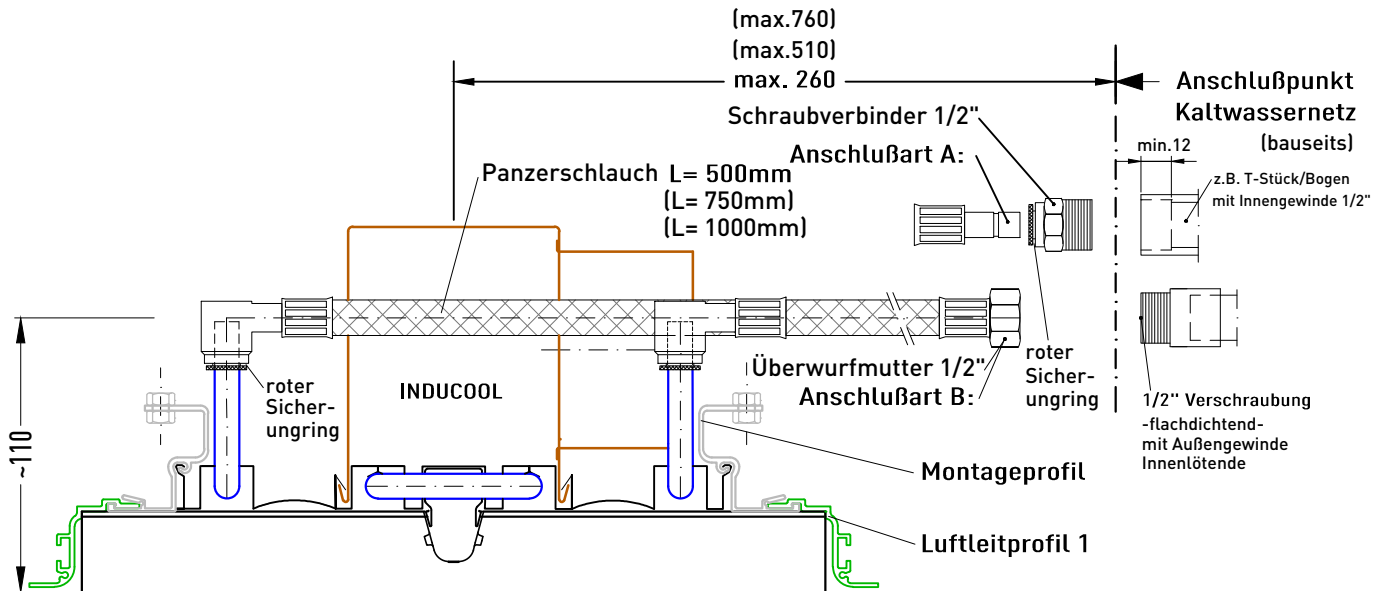 (max.760)
(max.510)
max. 260
Anschlußpunkt
Kaltwassernetz
(bauseits)
Schraubverbinder 1/2"
Anschlußart A:
min.12
z.B. T-Stück/Bogen
mit Innengewinde 1/2"
Panzerschlauch L= 500mm
(L= 750mm)
(L= 1000mm)
Überwurfmutter 1/2"
Anschlußart B:
roter
Sicher-
ungring
INDUCOOL
roter
Sicher-
ungring
1/2" Verschraubung
-flachdichtend-
mit Außengewinde
Innenlötende
~110
Montageprofil
Luftleitprofil 1